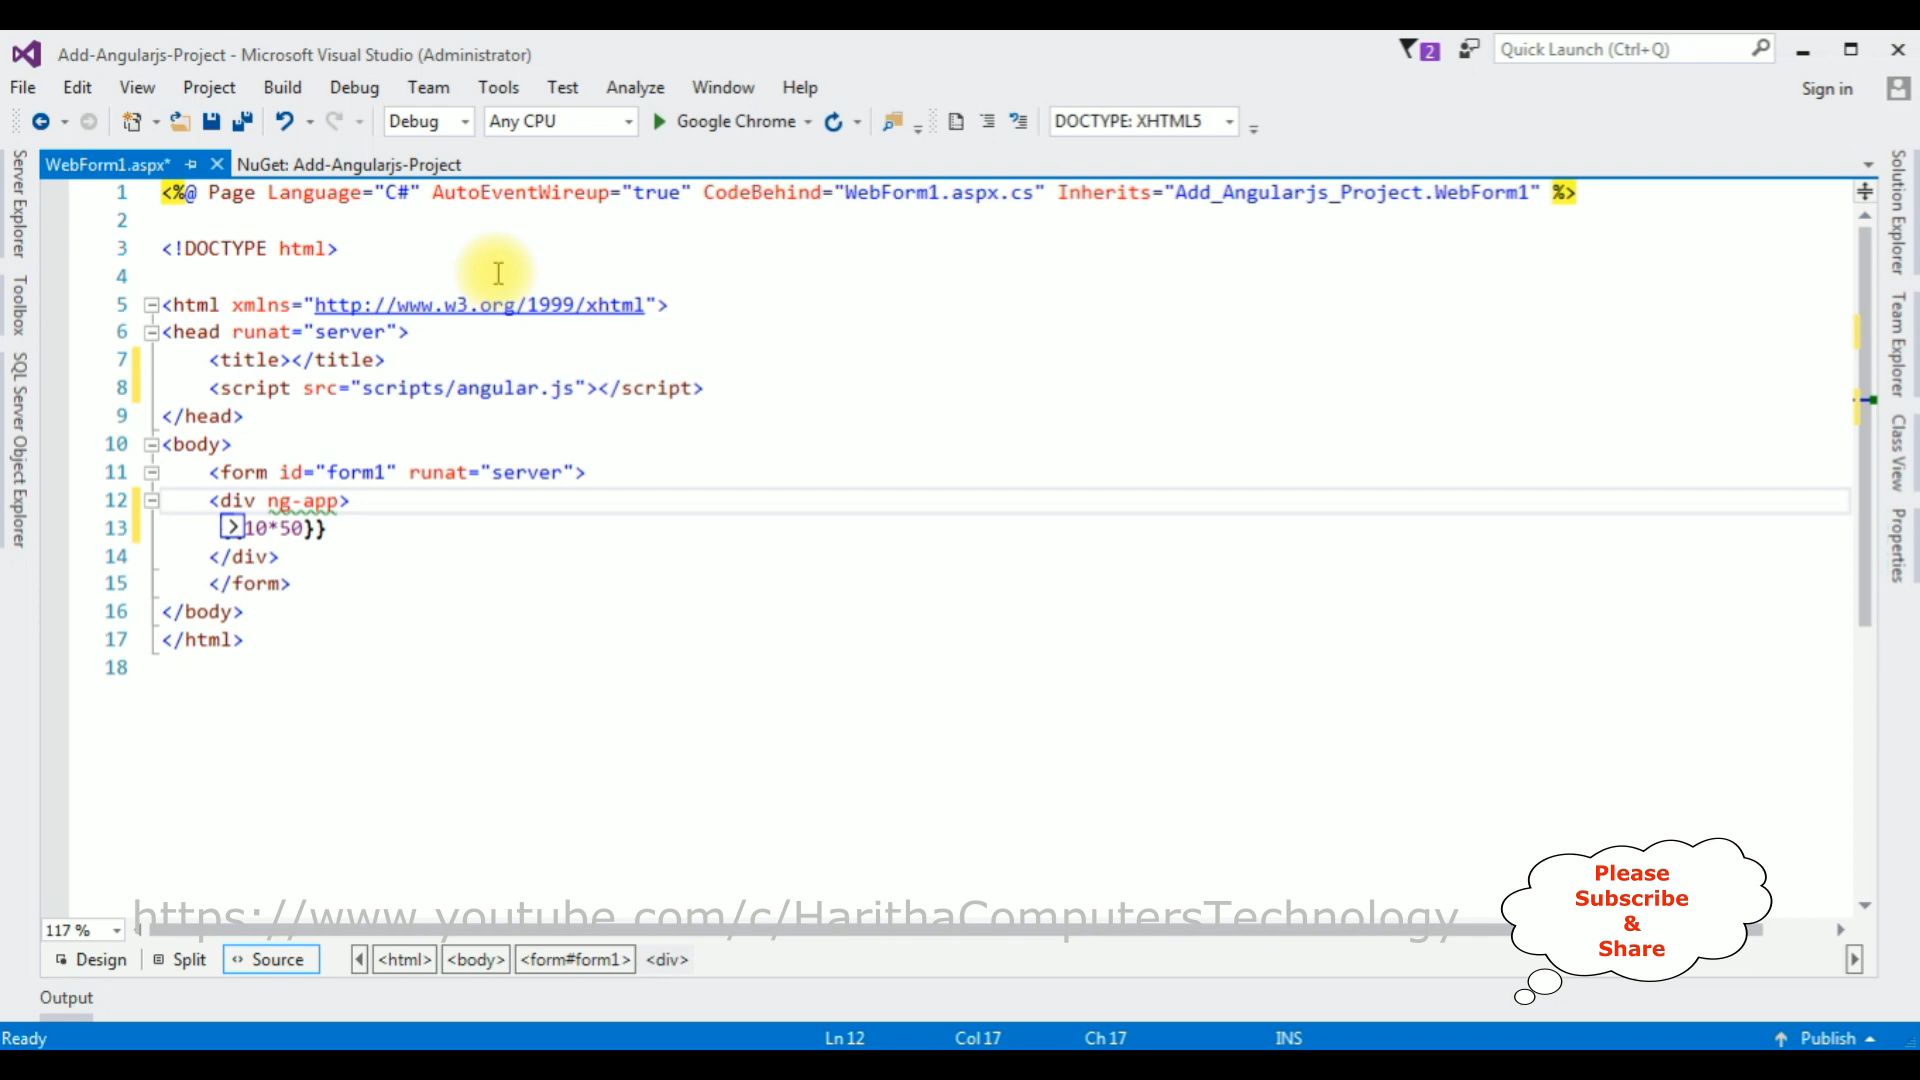 Add-Angularjs-Project - Microsoft Visual Studio (Administrator)
2
Quick Launch (Ctrl+Q)
File Edit View Project Build Debug Team Tools Test Analyze Window Help
Sign in
Debug Any CPU Google Chrome DOCTYPE: XHTML5
WebForm1.aspx* NuGet: Add-Angularjs-Project
Server Explorer
Toolbox
SQL Server Object Explorer
1 <%@ Page Language="C#" AutoEventWireup="true" CodeBehind="WebForm1.aspx.cs" Inherits="Add_Angularjs_Project.WebForm1" %>
2
3 <!DOCTYPE html>
4
5 <html xmlns="http://www.w3.org/1999/xhtml">
6 <head runat="server">
7 <title></title>
8 <script src="scripts/angular.js"></script>
9 </head>
10 <body>
11 <form id="form1" runat="server">
12 <div ng-app>
13 >10*50}}
14 </div>
15 </form>
16 </body>
17 </html>
18
Solution Explorer
Team Explorer
Class View
Properties
Please
Subscribe
&
Share
https://www.youtube.com/c/HarithaComputersTechnology
117 %
Design Split Source <html> <body> <form#form1> <div>
Output
Ready Ln 12 Col 17 Ch 17 INS Publish